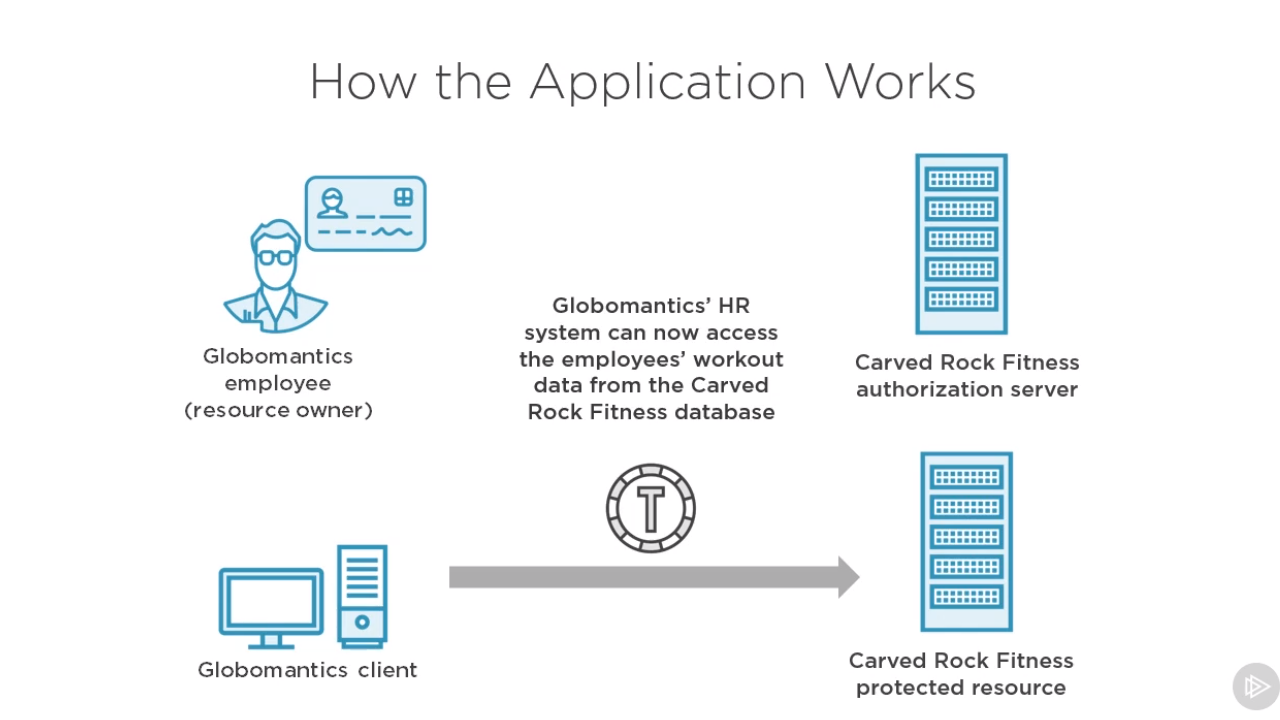 How the Application Works
Globomantics
employee
(resource owner)
Globomantics’ HR
system can now access
the employees’ workout
data from the Carved
Rock Fitness database
Carved Rock Fitness
authorization server
T
Globomantics client
Carved Rock Fitness
protected resource